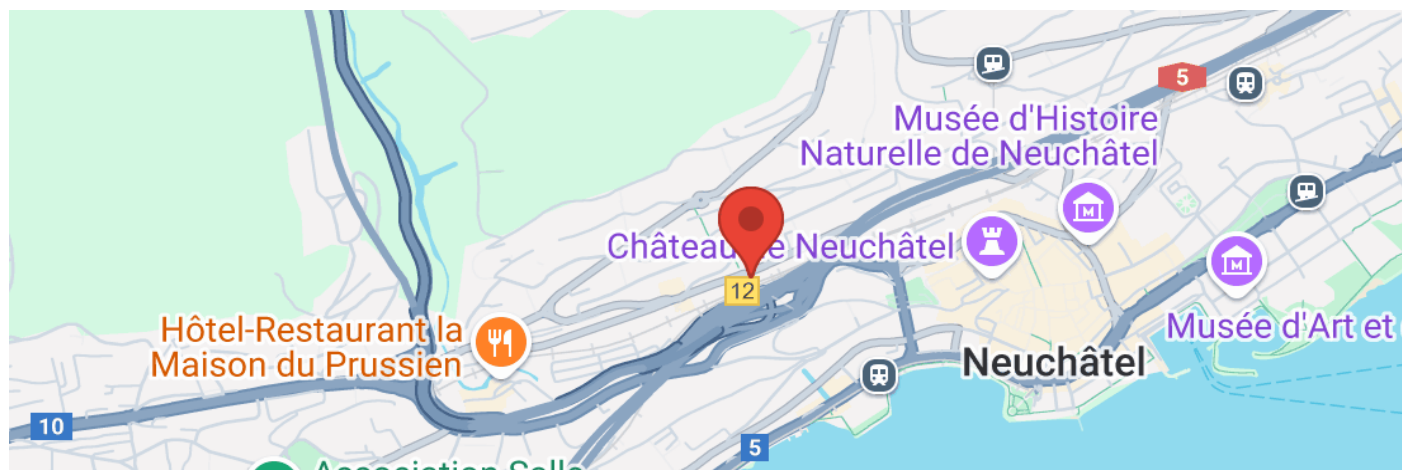 5
Musée d'Histoire
Naturelle de Neuchâtel
Château de Neuchâtel
12
Hôtel-Restaurant la
Maison du Prussien
Musée d'Art et
Neuchâtel
10
5